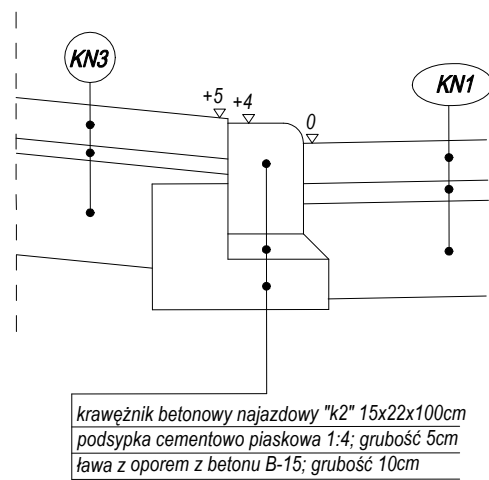 KN3
KN1
+5
+4
0
krawężnik betonowy najazdowy "k2" 15x22x100cm
podsypka cementowo piaskowa 1:4; grubość 5cm
ława z oporem z betonu B-15; grubość 10cm